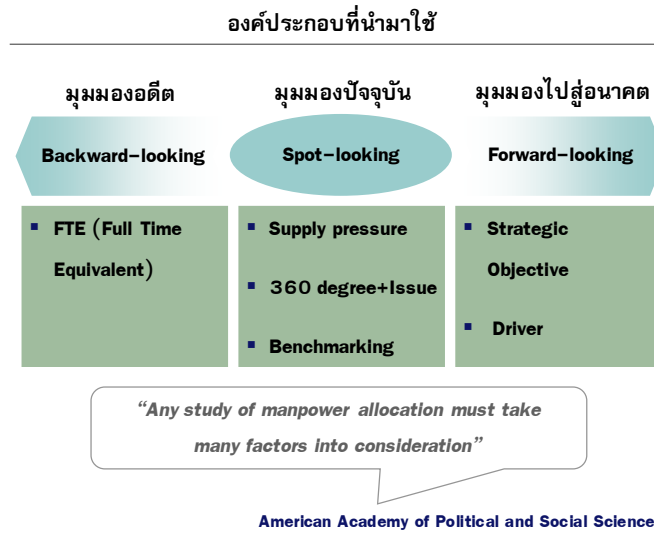 องค์ประกอบที่นำมาใช้
มุมมองอดีต
มุมมองปัจจุบัน
มุมมองไปสู่อนาคต
Backward-looking
Spot-looking
Forward-looking
▪ FTE (Full Time
Equivalent)
▪ Supply pressure
▪ 360 degree+Issue
▪ Benchmarking
▪ Strategic
Objective
▪ Driver
“Any study of manpower allocation must take
many factors into consideration”
American Academy of Political and Social Science